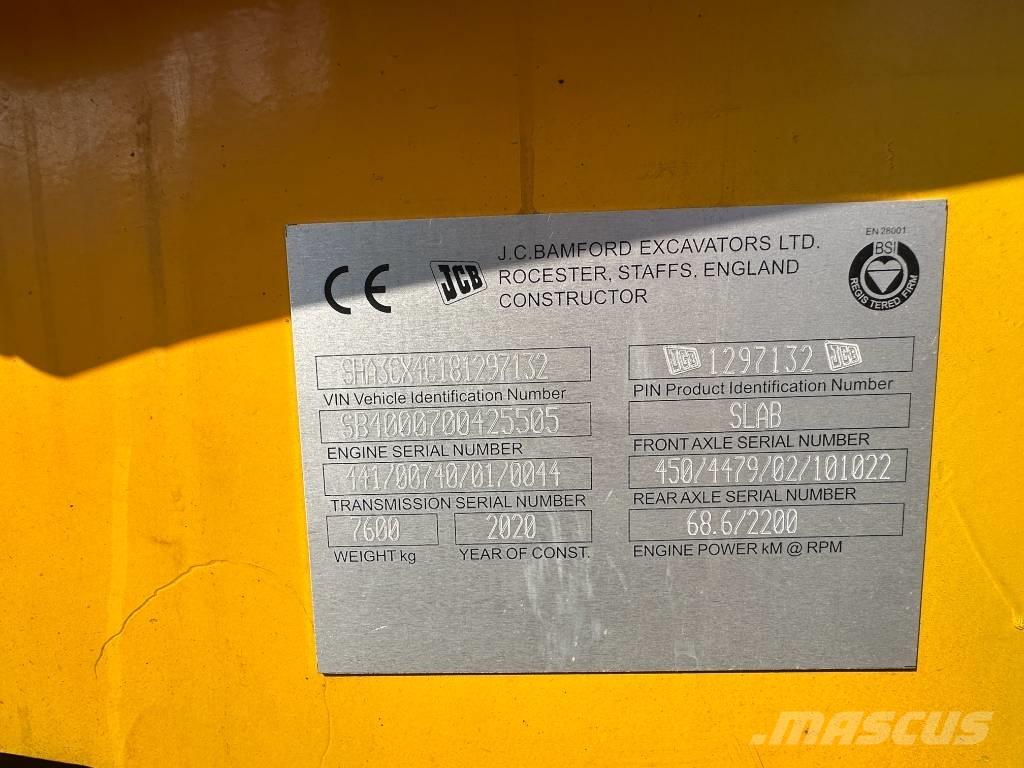 J.C.BAMFORD EXCAVATORS LTD.
ROCESTER, STAFFS, ENGLAND
CONSTRUCTOR
CE
JCB
EN 28001
BSI
REGISTERED FIRM
SHA3CX4C181297132
VIN Vehicle Identification Number
SB4000700425505
ENGINE SERIAL NUMBER
441/00740/01/0044
TRANSMISSION SERIAL NUMBER
7600 2020
WEIGHT kg YEAR OF CONST.
JCB 1297132 JCB
PIN Product Identification Number
SLAB
FRONT AXLE SERIAL NUMBER
450/4479/02/101022
REAR AXLE SERIAL NUMBER
68.6/2200
ENGINE POWER kM @ RPM
MASCUS